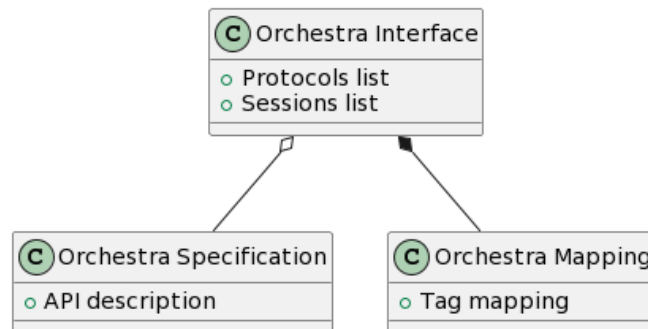 C Orchestra Interface
Protocols list
Sessions list
C Orchestra Specification
API description
C Orchestra Mapping
Tag mapping